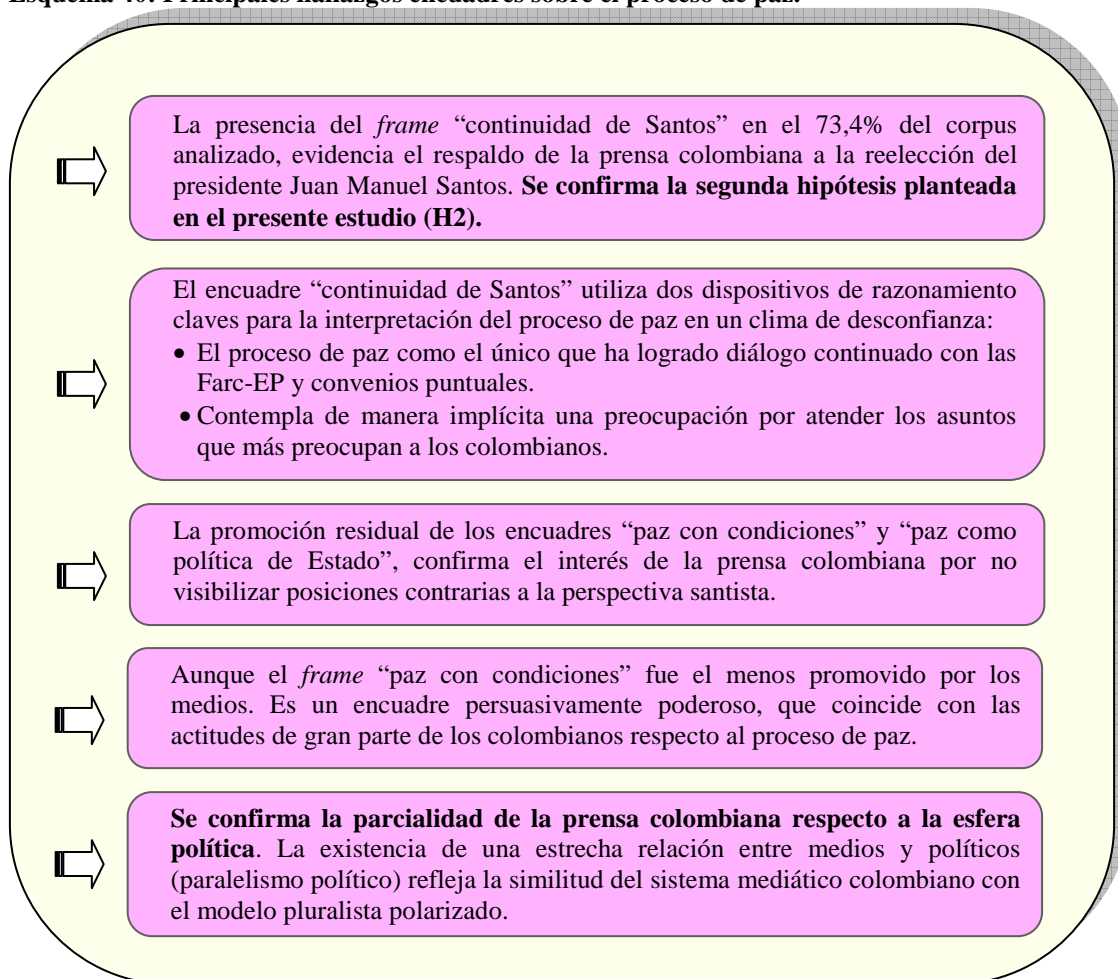 Esquema 40. Principales hallazgos encuadres sobre el proceso de paz.
La presencia del frame “continuidad de Santos” en el 73,4% del corpus
analizado, evidencia el respaldo de la prensa colombiana a la reelección del
presidente Juan Manuel Santos. Se confirma la segunda hipótesis planteada
en el presente estudio (H2).
El encuadre “continuidad de Santos” utiliza dos dispositivos de razonamiento
claves para la interpretación del proceso de paz en un clima de desconfianza:
• El proceso de paz como el único que ha logrado diálogo continuado con las
Farc-EP y convenios puntuales.
• Contempla de manera implícita una preocupación por atender los asuntos
que más preocupan a los colombianos.
La promoción residual de los encuadres “paz con condiciones” y “paz como
política de Estado”, confirma el interés de la prensa colombiana por no
visibilizar posiciones contrarias a la perspectiva santista.
Aunque el frame “paz con condiciones” fue el menos promovido por los
medios. Es un encuadre persuasivamente poderoso, que coincide con las
actitudes de gran parte de los colombianos respecto al proceso de paz.
Se confirma la parcialidad de la prensa colombiana respecto a la esfera
política. La existencia de una estrecha relación entre medios y políticos
(paralelismo político) refleja la similitud del sistema mediático colombiano con
el modelo pluralista polarizado.